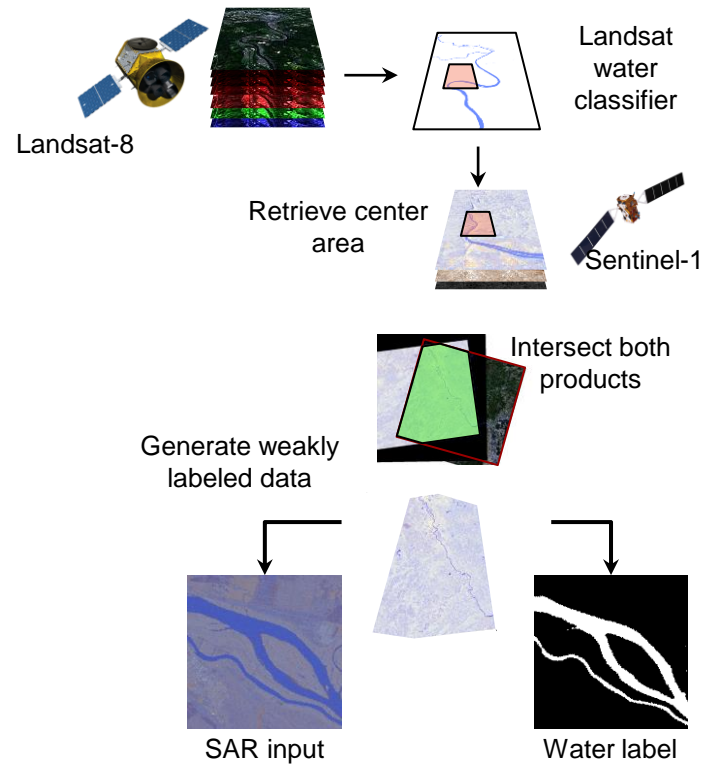 Landsat
water
classifier
Landsat-8
Retrieve center
area
Sentinel-1
Intersect both
products
Generate weakly
labeled data
SAR input
Water label